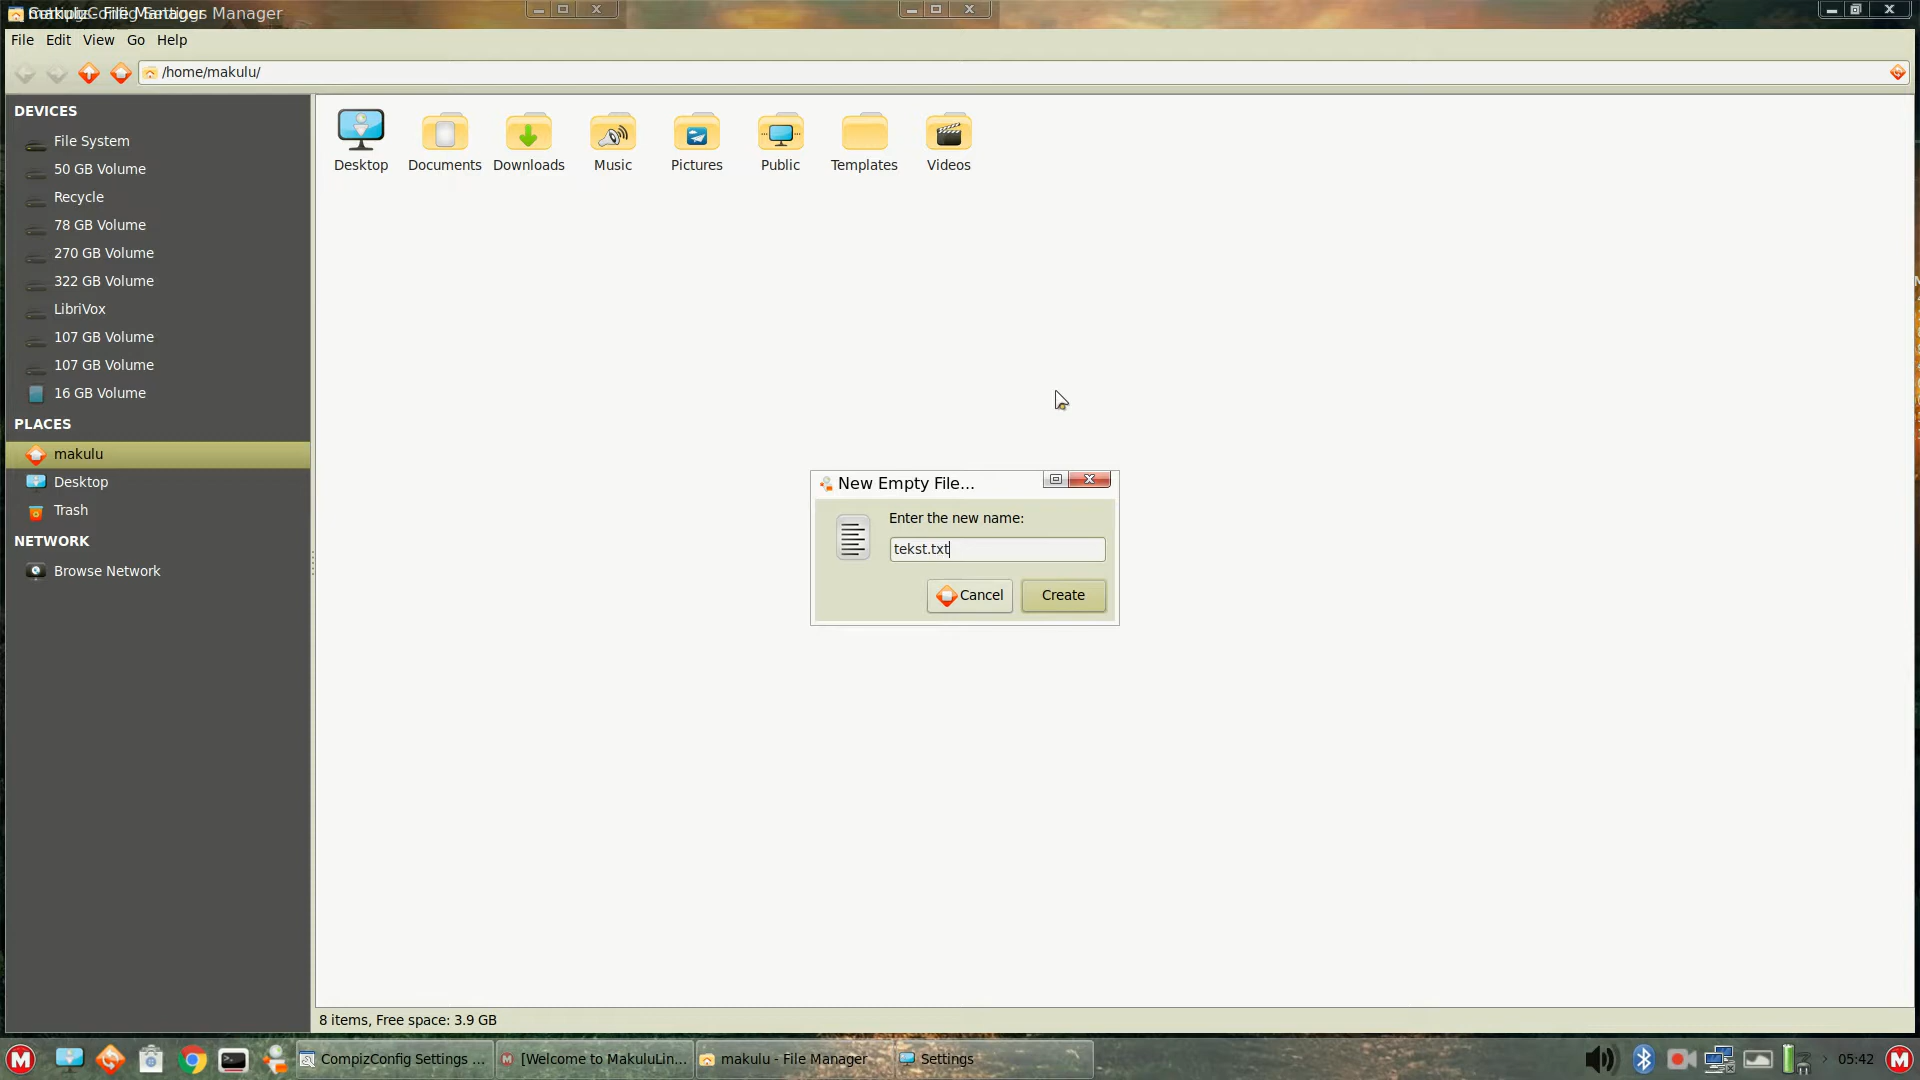 makulu - File Manager
File Edit View Go Help
/home/makulu/
DEVICES
File System
50 GB Volume
Recycle
78 GB Volume
270 GB Volume
322 GB Volume
LibriVox
107 GB Volume
107 GB Volume
16 GB Volume
PLACES
makulu
Desktop
Trash
NETWORK
Browse Network
Desktop Documents Downloads Music Pictures Public Templates Videos
New Empty File...
Enter the new name:
tekst.txt
Cancel Create
8 items, Free space: 3.9 GB
CompizConfig Settings ... [Welcome to MakuluLin... makulu - File Manager Settings 05:42